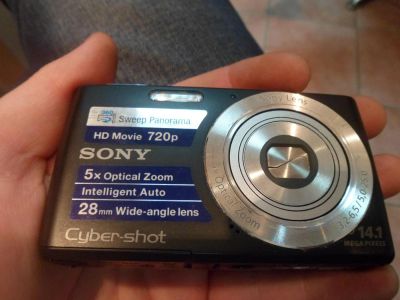 360
Sweep Panorama
HD Movie 720p
SONY
5x Optical Zoom
Intelligent Auto
28mm Wide-angle lens
Cyber-shot
Sony Lens
Optical Zoom
14.1
MEGA PIXELS